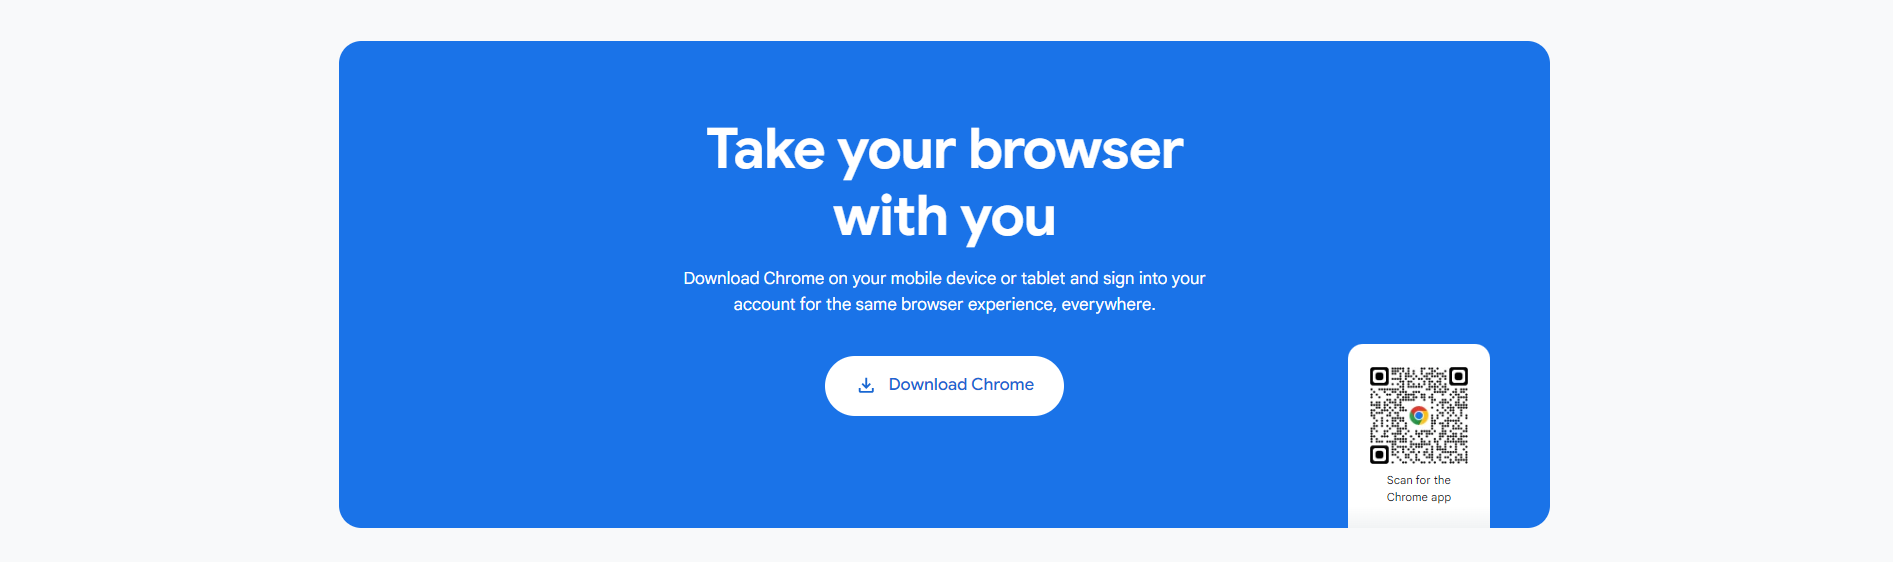 Take your browser
with you
Download Chrome on your mobile device or tablet and sign into your
account for the same browser experience, everywhere.
Download Chrome
Scan for the
Chrome app